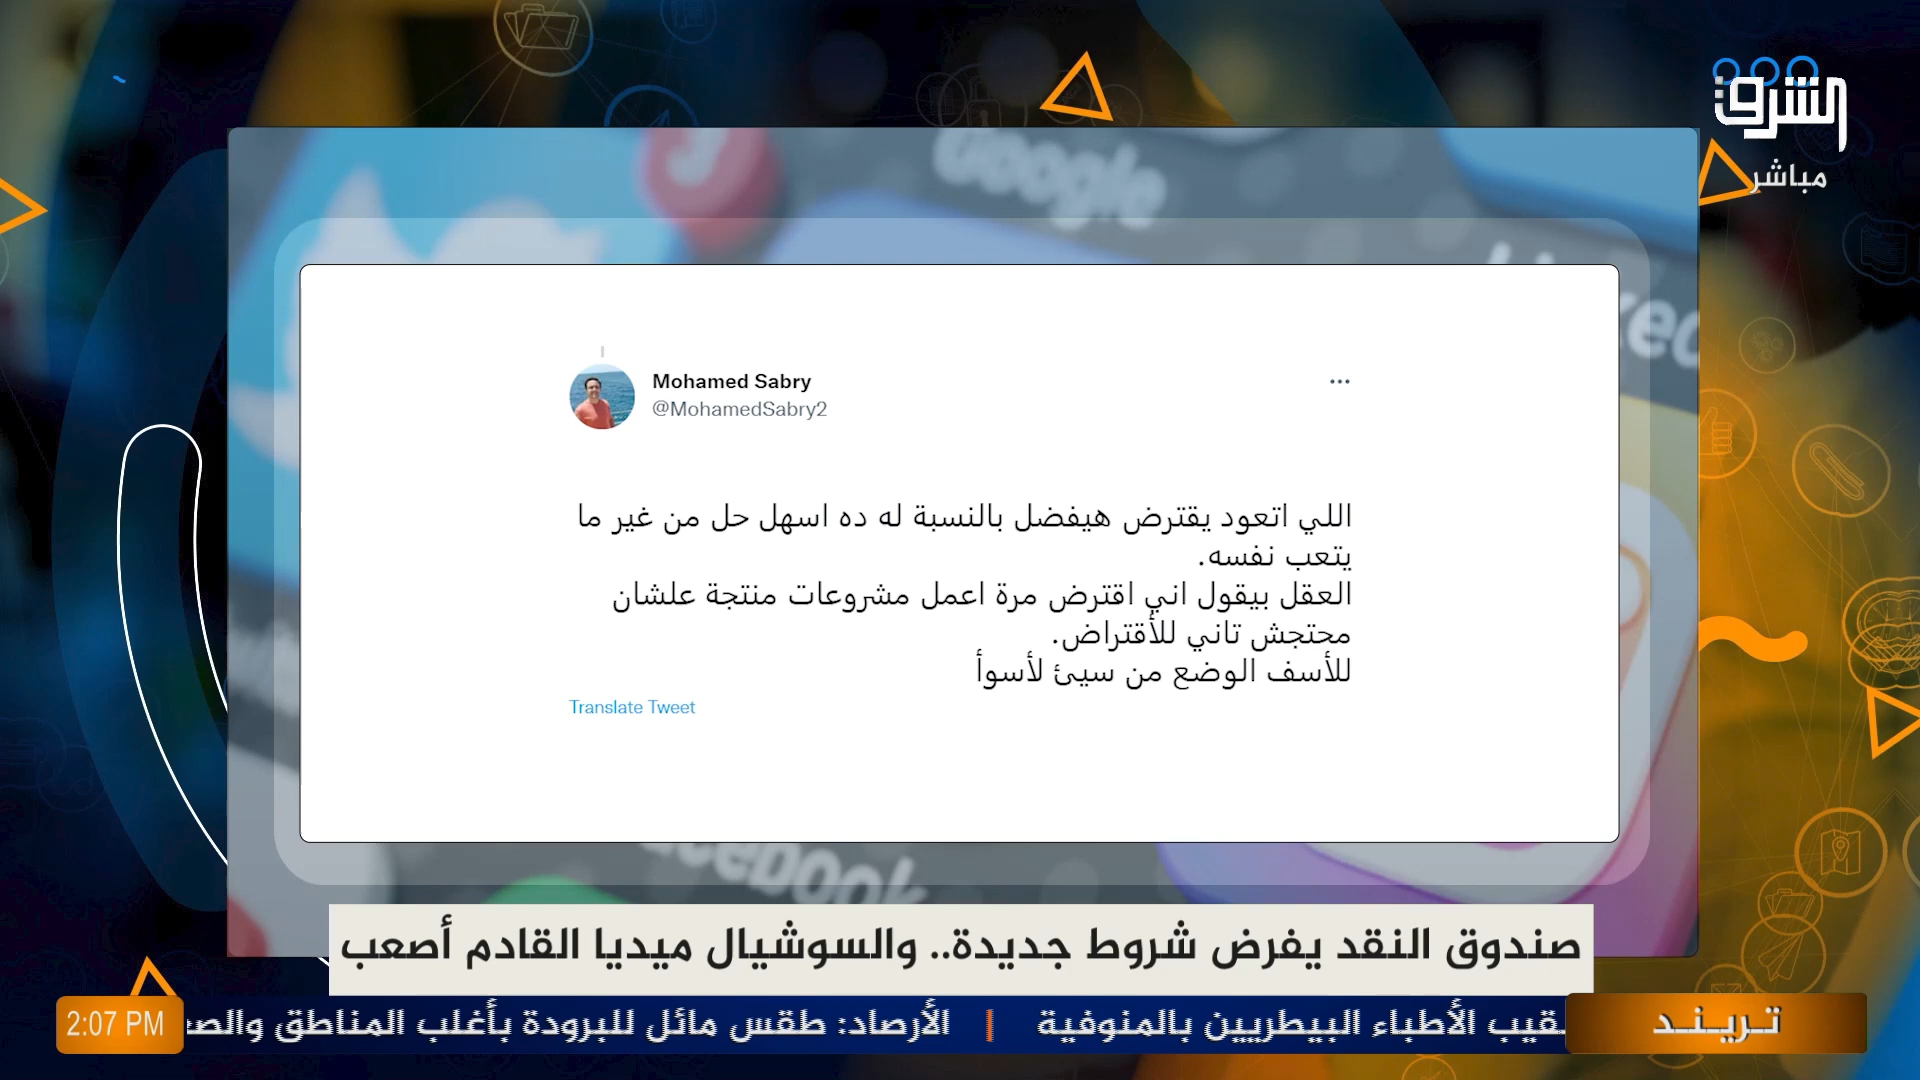 الشرق
مباشر
Google
Mohamed Sabry
@MohamedSabry2
اللي اتعود يقترض هيفضل بالنسبة له ده اسهل حل من غير ما
يتعب نفسه.
العقل بيقول اني اقترض مرة اعمل مشروعات منتجة علشان
محتجش تاني للأقتراض.
للأسف الوضع من سيئ لأسوأ
Translate Tweet
صندوق النقد يفرض شروط جديدة.. والسوشيال ميديا القادم أصعب
تريند
نقيب الأطباء البيطريين بالمنوفية | الأرصاد: طقس مائل للبرودة بأغلب المناطق
2:07 PM